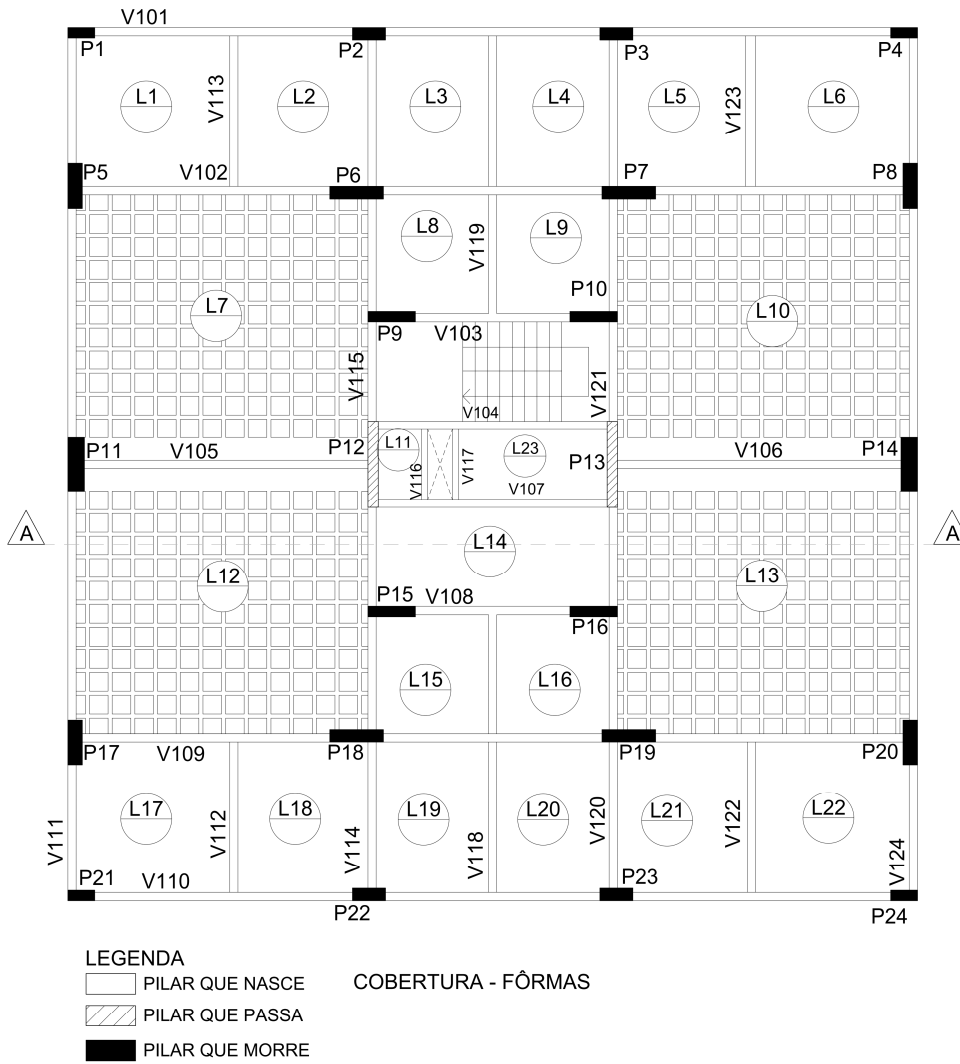 V101
P1 P2 P3 P4
L1 V113 L2 L3 L4 L5 V123 L6
P5 V102 P6 P7 P8
L8 V119 L9
L7 P10 L10
P9 V103
V115 V121
V104
P11 V105 P12 L11 V116 V117 L23 P13 V106 P14
V107
A L14 A
L12 P15 V108 P16 L13
L15 L16
P17 V109 P18 P19 P20
L17 V112 L18 L19 L20 V120 L21 V122 L22
V111 V114 V118 V124
P21 V110 P23
P22 P24
LEGENDA
PILAR QUE NASCE COBERTURA - FÔRMAS
PILAR QUE PASSA
PILAR QUE MORRE